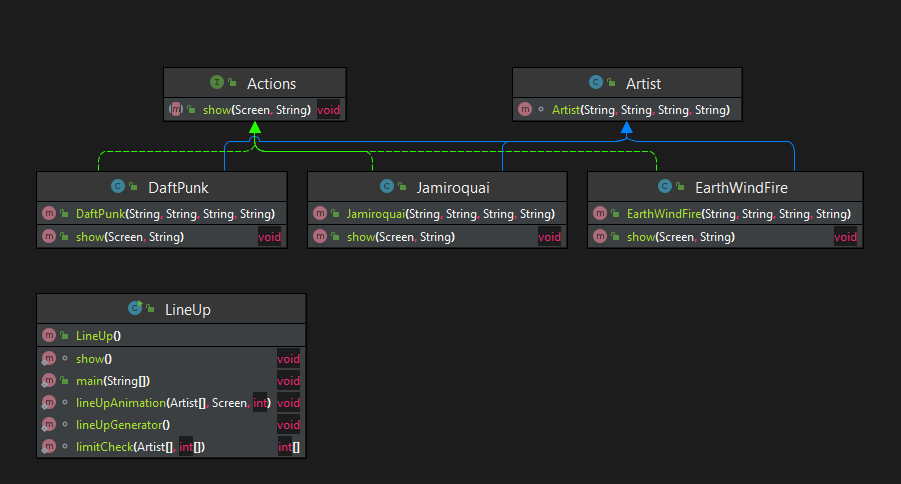 Actions
show(Screen, String) void
Artist
Artist(String, String, String, String)
DaftPunk
DaftPunk(String, String, String, String)
show(Screen, String) void
Jamiroquai
Jamiroquai(String, String, String, String)
show(Screen, String) void
EarthWindFire
EarthWindFire(String, String, String, String)
show(Screen, String) void
LineUp
LineUp()
show() void
main(String[]) void
lineUpAnimation(Artist[], Screen, int) void
lineUpGenerator() void
limitCheck(Artist[], int[]) int[]